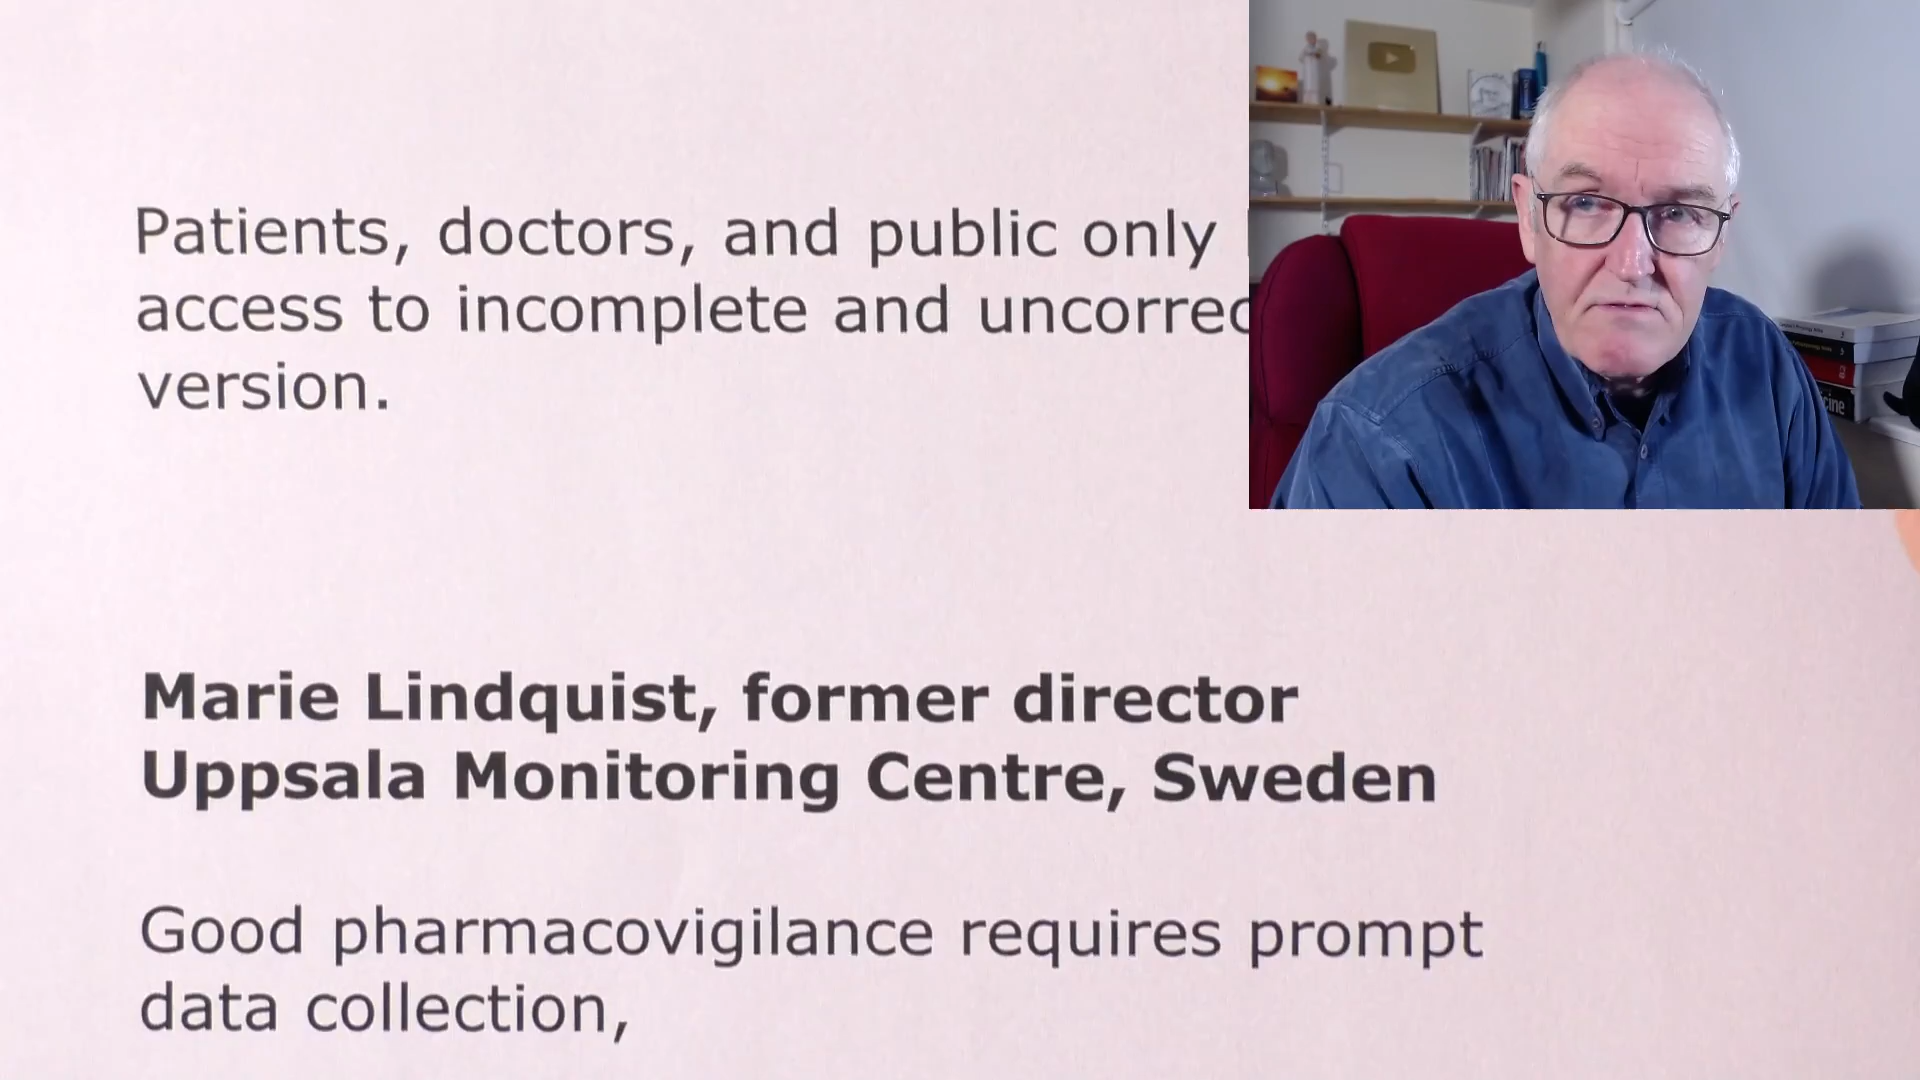 Patients, doctors, and public only
access to incomplete and uncorrec
version.
Marie Lindquist, former director
Uppsala Monitoring Centre, Sweden
Good pharmacovigilance requires prompt
data collection,
cine